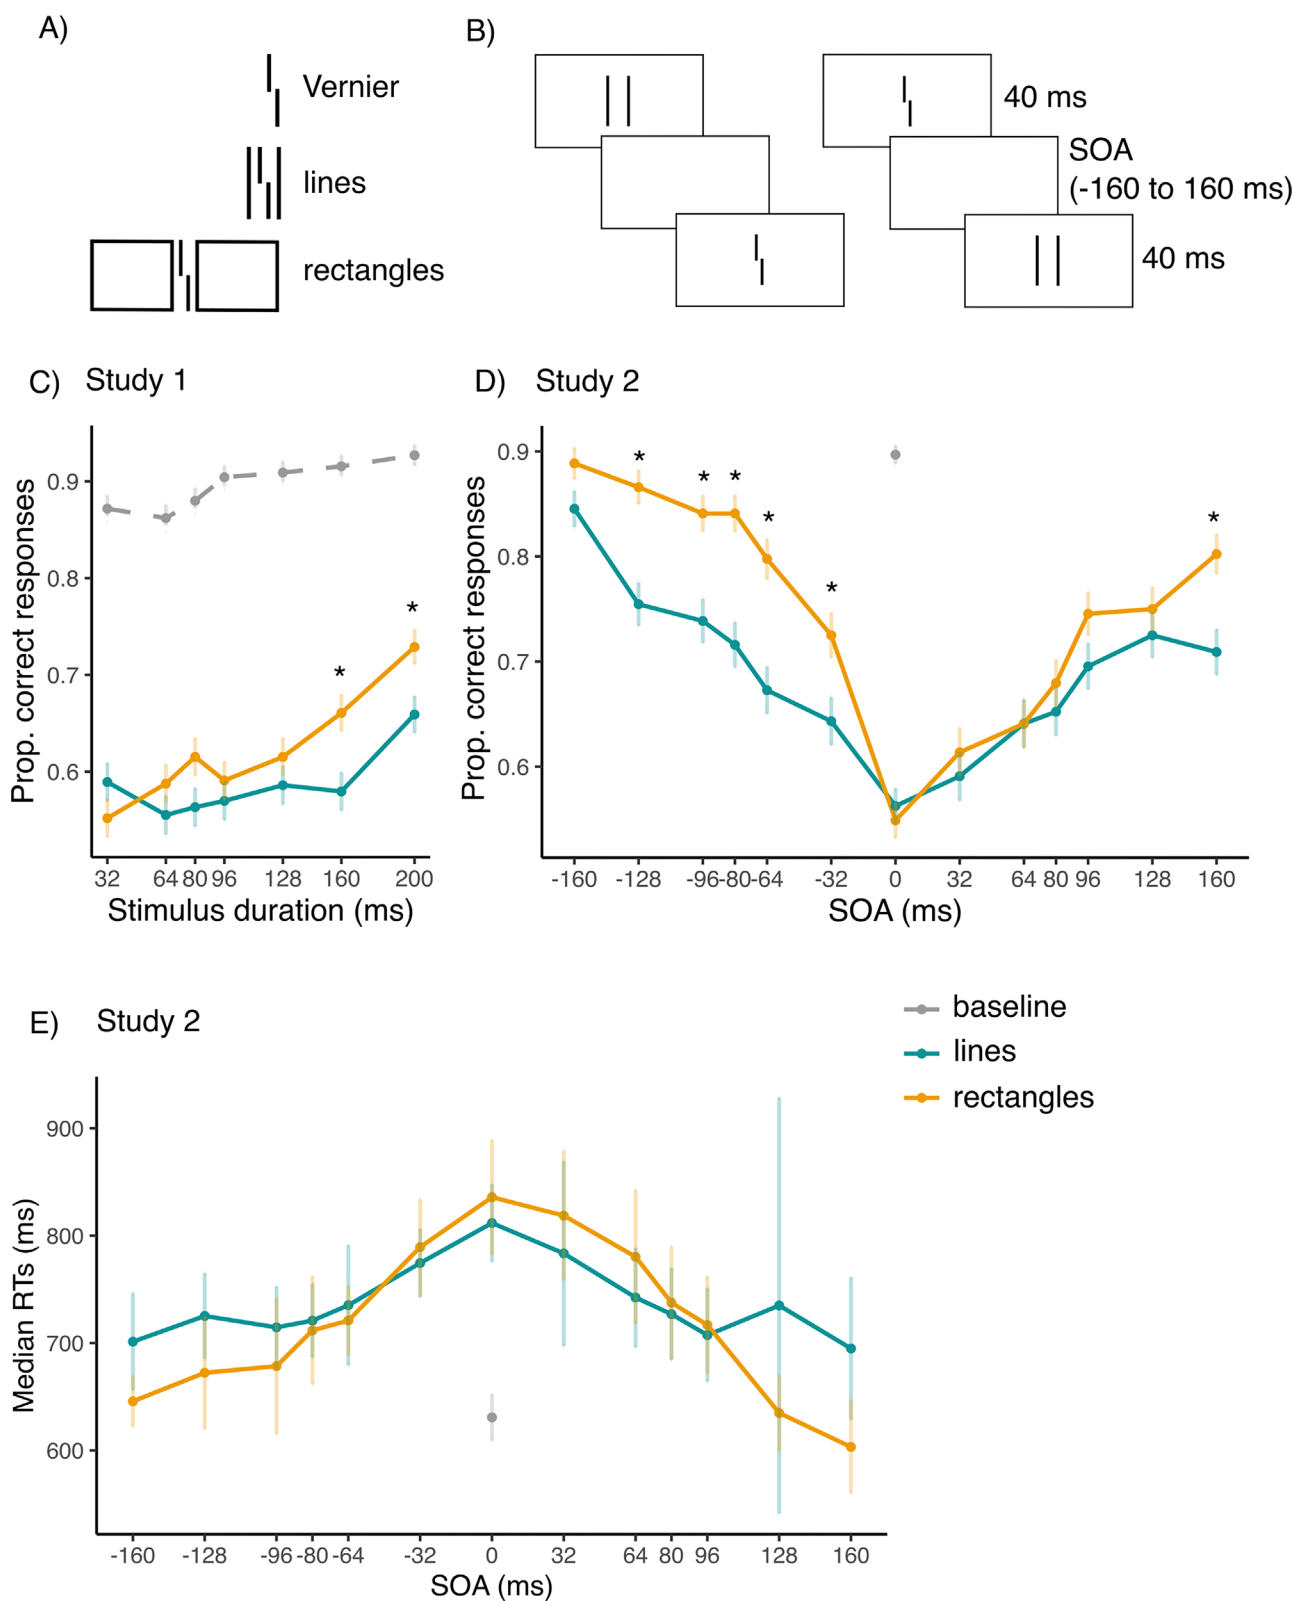 A)
Vernier
lines
rectangles
B)
40 ms
SOA
(-160 to 160 ms)
40 ms
C) Study 1
Prop. correct responses
0.9
0.8
0.7
0.6
* *
32 64 80 96 128 160 200
Stimulus duration (ms)
D) Study 2
Prop. correct responses
0.9
0.8
0.7
0.6
* * * * * *
-160 -128 -96 -80 -64 -32 0 32 64 80 96 128 160
SOA (ms)
E) Study 2
baseline
lines
rectangles
Median RTs (ms)
900
800
700
600
-160 -128 -96 -80 -64 -32 0 32 64 80 96 128 160
SOA (ms)